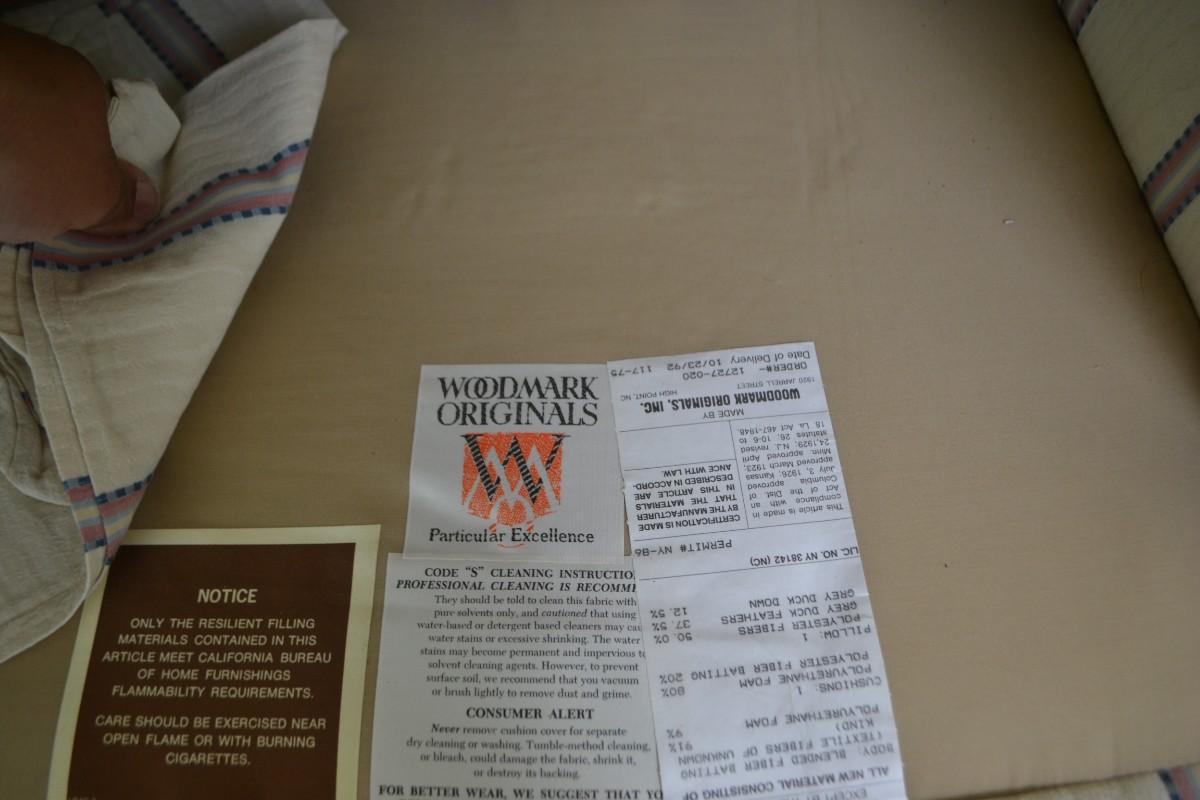 WOODMARK
ORIGINALS
W
Particular Excellence
CODE "S" CLEANING
PROFESSIONAL CLEANING IS
They should be told to clean this fabric with
pure solvents only, and cautioned that using
water-based or detergent based cleaners may
water stains or excessive shrinking. The water
stains may become permanent and impervious
solvent cleaning agents. However, to prevent
surface soil, we recommend that you vacuum
or brush lightly to remove dust and grime.
CONSUMER ALERT
Never remove cushion cover for separate
dry cleaning or washing. Tumble-method cleaning,
or bleach, could damage the fabric, shrink it,
or destroy its backing.
FOR BETTER WEAR, WE SUGGEST THAT
NOTICE
ONLY THE RESILIENT FILLING
MATERIALS CONTAINED IN THIS
ARTICLE MEET CALIFORNIA BUREAU
OF HOME FURNISHINGS
FLAMMABILITY REQUIREMENTS.
CARE SHOULD BE EXERCISED NEAR
OPEN FLAME OR WITH BURNING
CIGARETTES.
ALL NEW MATERIAL CONSISTING OF
BODY: BLENDED FIBER BATTING
(TEXTILE FIBERS OF UNKNOWN
KIND) 91%
POLYURETHANE FOAM 9%
CUSHIONS: 1
POLYURETHANE FOAM 80%
POLYESTER FIBER BATTING 20%
PILLOW: 1
POLYESTER FIBERS 50.0%
GREY DUCK FEATHERS 37.5%
GREY DUCK DOWN 12.5%
LIC. NO. NY 38142 (NC)
PERMIT# NY-86
CERTIFICATION IS MADE
BY THE MANUFACTURER
THAT THE MATERIALS
IN THIS ARTICLE ARE
DESCRIBED IN ACCORD-
ANCE WITH LAW.
This article is made in
compliance with an
Act of the Dist. of
Columbia approved
July 3, 1926; Kansas
approved March 1923;
Minn. approved April
24, 1929; N.J. revised
statutes 26: 10-6 to
18. La Act 467-1948.
MADE BY
WOODMARK ORIGINALS, INC.
1920 JARRELL STREET HIGH POINT, NC
ORDER#- 12727-020
Date of Delivery 10/23/92 117-75